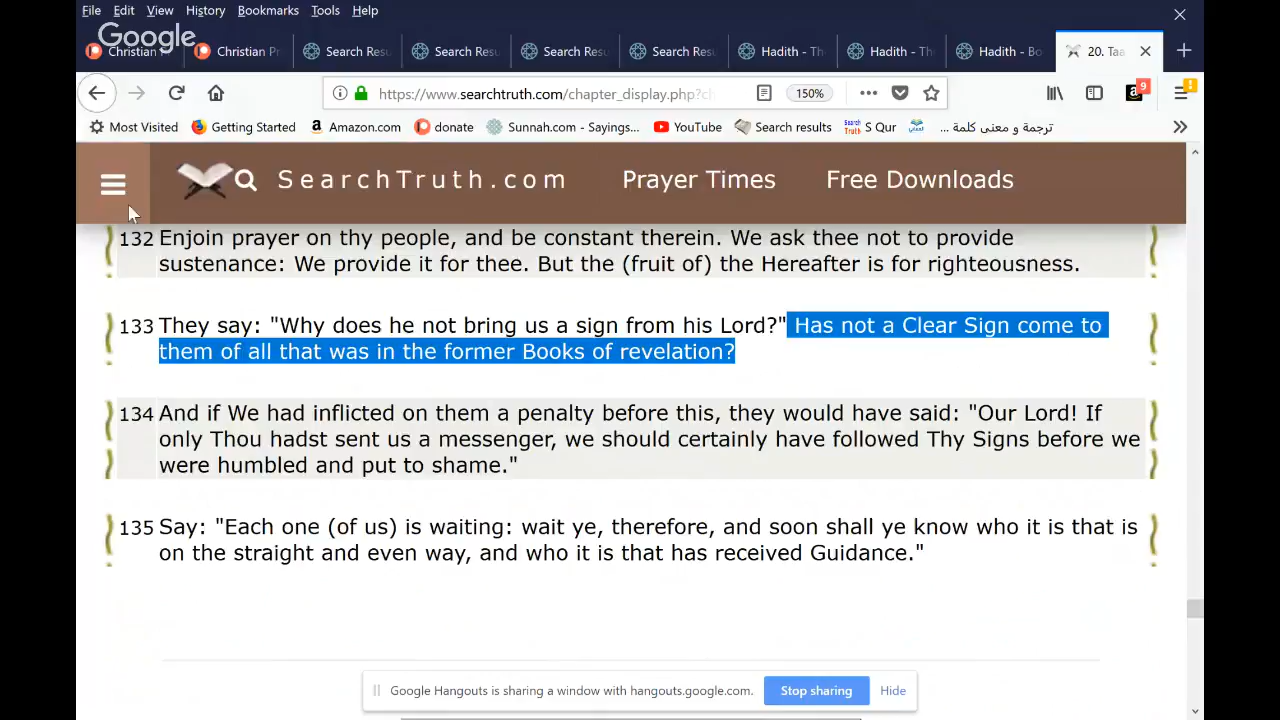 File Edit View History Bookmarks Tools Help
Google
Christian Christian Pr Search Resu Search Resu Search Resu Search Resu Hadith - Th Hadith - Th Hadith - Bo 20. Taa
https://www.searchtruth.com/chapter_display.php?ch 150% 9
Most Visited Getting Started Amazon.com donate Sunnah.com - Sayings,... YouTube Search results S Qur ترجمة و معنى كلمة ...
SearchTruth.com Prayer Times Free Downloads
132 Enjoin prayer on thy people, and be constant therein. We ask thee not to provide
sustenance: We provide it for thee. But the (fruit of) the Hereafter is for righteousness.
133 They say: "Why does he not bring us a sign from his Lord?" Has not a Clear Sign come to
them of all that was in the former Books of revelation?
134 And if We had inflicted on them a penalty before this, they would have said: "Our Lord! If
only Thou hadst sent us a messenger, we should certainly have followed Thy Signs before we
were humbled and put to shame."
135 Say: "Each one (of us) is waiting: wait ye, therefore, and soon shall ye know who it is that is
on the straight and even way, and who it is that has received Guidance."
Google Hangouts is sharing a window with hangouts.google.com. Stop sharing Hide